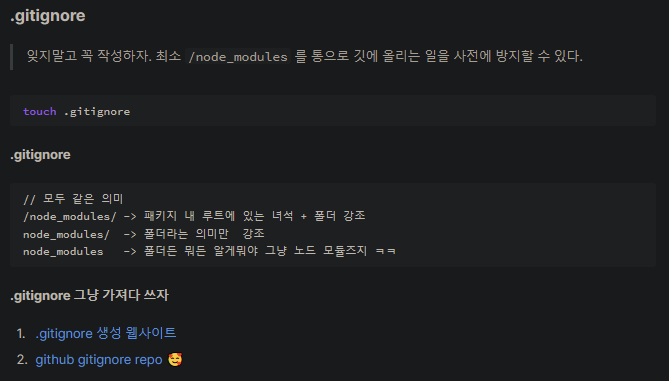 .gitignore
잊지말고 꼭 작성하자. 최소 /node_modules 를 통으로 깃에 올리는 일을 사전에 방지할 수 있다.
touch .gitignore
.gitignore
// 모두 같은 의미
/node_modules/ -> 패키지 내 루트에 있는 녀석 + 폴더 강조
node_modules/  -> 폴더라는 의미만  강조
node_modules   -> 폴더든 뭐든 알게뭐야 그냥 노드 모듈즈지 ㅋㅋ
.gitignore 그냥 가져다 쓰자
1. .gitignore 생성 웹사이트
2. github gitignore repo 🥰